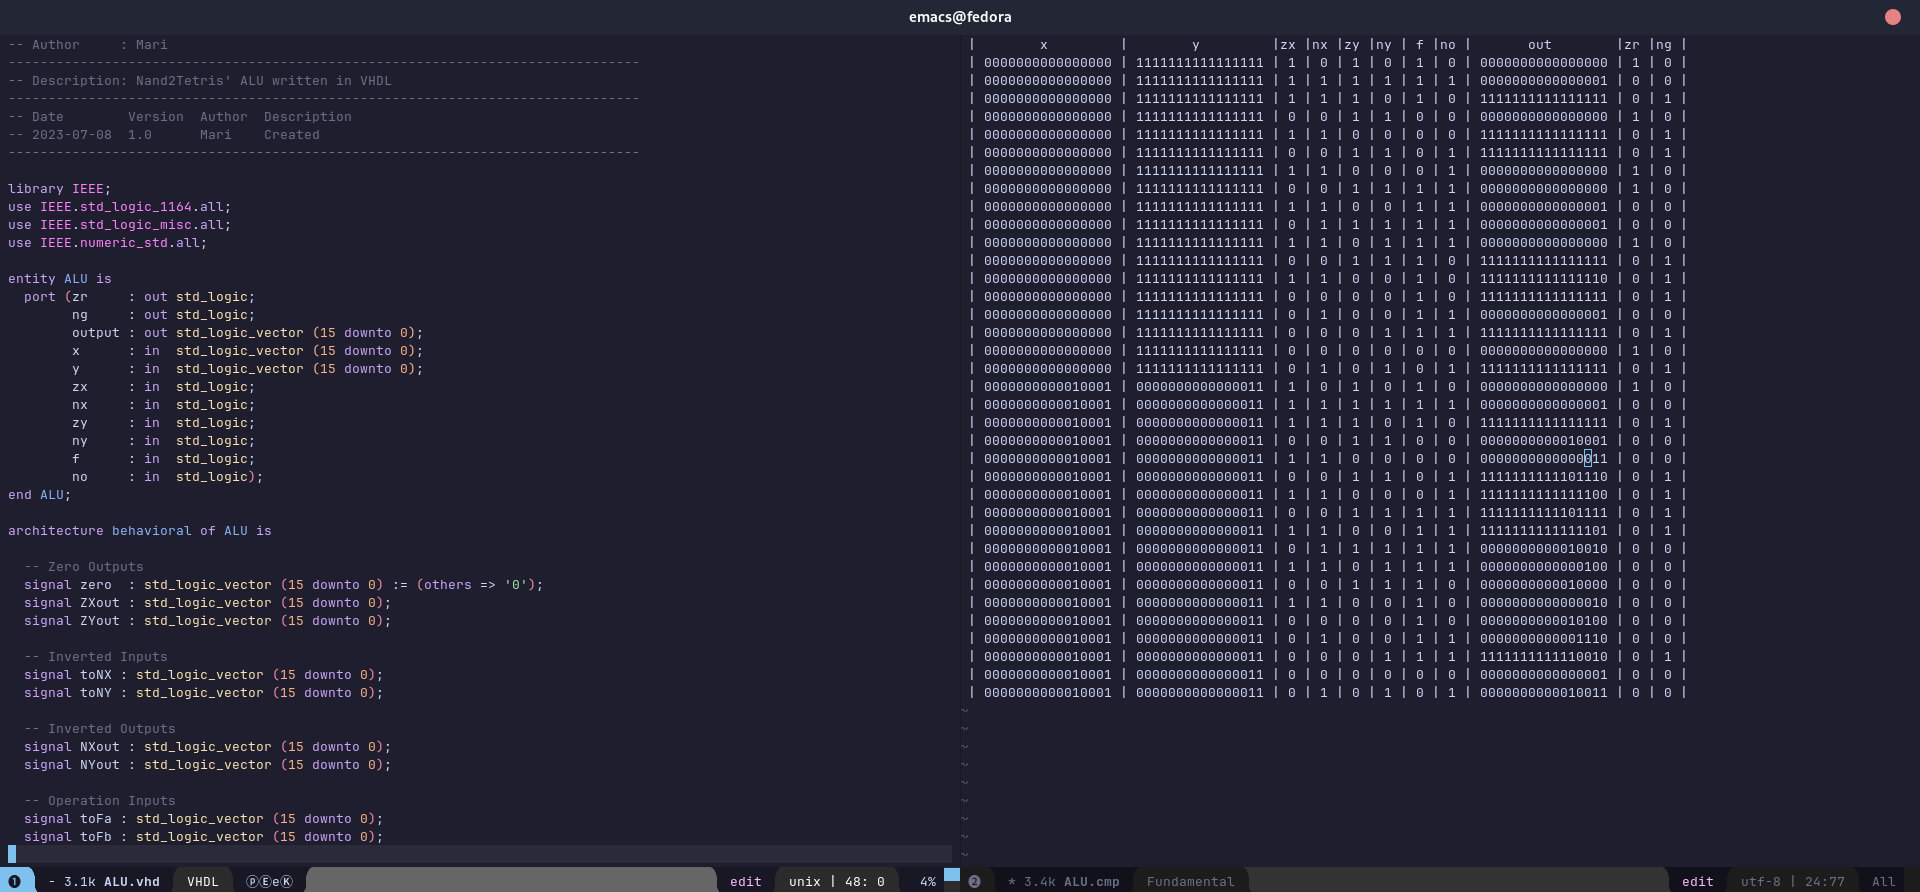 emacs@fedora
-- Author     : Mari
-------------------------------------------------------------------------------
-- Description: Nand2Tetris' ALU written in VHDL
-------------------------------------------------------------------------------
-- Date        Version  Author  Description
-- 2023-07-08  1.0      Mari    Created
-------------------------------------------------------------------------------
library IEEE;
use IEEE.std_logic_1164.all;
use IEEE.std_logic_misc.all;
use IEEE.numeric_std.all;
entity ALU is
  port (zr     : out std_logic;
        ng     : out std_logic;
        output : out std_logic_vector (15 downto 0);
        x      : in  std_logic_vector (15 downto 0);
        y      : in  std_logic_vector (15 downto 0);
        zx     : in  std_logic;
        nx     : in  std_logic;
        zy     : in  std_logic;
        ny     : in  std_logic;
        f      : in  std_logic;
        no     : in  std_logic);
end ALU;
architecture behavioral of ALU is
  -- Zero Outputs
  signal zero  : std_logic_vector (15 downto 0) := (others => '0');
  signal ZXout : std_logic_vector (15 downto 0);
  signal ZYout : std_logic_vector (15 downto 0);
  -- Inverted Inputs
  signal toNX : std_logic_vector (15 downto 0);
  signal toNY : std_logic_vector (15 downto 0);
  -- Inverted Outputs
  signal NXout : std_logic_vector (15 downto 0);
  signal NYout : std_logic_vector (15 downto 0);
  -- Operation Inputs
  signal toFa : std_logic_vector (15 downto 0);
  signal toFb : std_logic_vector (15 downto 0);
❶ - 3.1k ALU.vhd VHDL ⓅⒺeⓀ edit unix | 48: 0 4%
|        x         |        y         |zx |nx |zy |ny | f |no |       out        |zr |ng |
| 0000000000000000 | 1111111111111111 | 1 | 0 | 1 | 0 | 1 | 0 | 0000000000000000 | 1 | 0 |
| 0000000000000000 | 1111111111111111 | 1 | 1 | 1 | 1 | 1 | 1 | 0000000000000001 | 0 | 0 |
| 0000000000000000 | 1111111111111111 | 1 | 1 | 1 | 0 | 1 | 0 | 1111111111111111 | 0 | 1 |
| 0000000000000000 | 1111111111111111 | 0 | 0 | 1 | 1 | 0 | 0 | 0000000000000000 | 1 | 0 |
| 0000000000000000 | 1111111111111111 | 1 | 1 | 0 | 0 | 0 | 0 | 1111111111111111 | 0 | 1 |
| 0000000000000000 | 1111111111111111 | 0 | 0 | 1 | 1 | 0 | 1 | 1111111111111111 | 0 | 1 |
| 0000000000000000 | 1111111111111111 | 1 | 1 | 0 | 0 | 0 | 1 | 0000000000000000 | 1 | 0 |
| 0000000000000000 | 1111111111111111 | 0 | 0 | 1 | 1 | 1 | 1 | 0000000000000000 | 1 | 0 |
| 0000000000000000 | 1111111111111111 | 1 | 1 | 0 | 0 | 1 | 1 | 0000000000000001 | 0 | 0 |
| 0000000000000000 | 1111111111111111 | 0 | 1 | 1 | 1 | 1 | 1 | 0000000000000001 | 0 | 0 |
| 0000000000000000 | 1111111111111111 | 1 | 1 | 0 | 1 | 1 | 1 | 0000000000000000 | 1 | 0 |
| 0000000000000000 | 1111111111111111 | 0 | 0 | 1 | 1 | 1 | 0 | 1111111111111111 | 0 | 1 |
| 0000000000000000 | 1111111111111111 | 1 | 1 | 0 | 0 | 1 | 0 | 1111111111111110 | 0 | 1 |
| 0000000000000000 | 1111111111111111 | 0 | 0 | 0 | 0 | 1 | 0 | 1111111111111111 | 0 | 1 |
| 0000000000000000 | 1111111111111111 | 0 | 1 | 0 | 0 | 1 | 1 | 0000000000000001 | 0 | 0 |
| 0000000000000000 | 1111111111111111 | 0 | 0 | 0 | 1 | 1 | 1 | 1111111111111111 | 0 | 1 |
| 0000000000000000 | 1111111111111111 | 0 | 0 | 0 | 0 | 0 | 0 | 0000000000000000 | 1 | 0 |
| 0000000000000000 | 1111111111111111 | 0 | 1 | 0 | 1 | 0 | 1 | 1111111111111111 | 0 | 1 |
| 0000000000010001 | 0000000000000011 | 1 | 0 | 1 | 0 | 1 | 0 | 0000000000000000 | 1 | 0 |
| 0000000000010001 | 0000000000000011 | 1 | 1 | 1 | 1 | 1 | 1 | 0000000000000001 | 0 | 0 |
| 0000000000010001 | 0000000000000011 | 1 | 1 | 1 | 0 | 1 | 0 | 1111111111111111 | 0 | 1 |
| 0000000000010001 | 0000000000000011 | 0 | 0 | 1 | 1 | 0 | 0 | 0000000000010001 | 0 | 0 |
| 0000000000010001 | 0000000000000011 | 1 | 1 | 0 | 0 | 0 | 0 | 0000000000000011 | 0 | 0 |
| 0000000000010001 | 0000000000000011 | 0 | 0 | 1 | 1 | 0 | 1 | 1111111111101110 | 0 | 1 |
| 0000000000010001 | 0000000000000011 | 1 | 1 | 0 | 0 | 0 | 1 | 1111111111111100 | 0 | 1 |
| 0000000000010001 | 0000000000000011 | 0 | 0 | 1 | 1 | 1 | 1 | 1111111111101111 | 0 | 1 |
| 0000000000010001 | 0000000000000011 | 1 | 1 | 0 | 0 | 1 | 1 | 1111111111111101 | 0 | 1 |
| 0000000000010001 | 0000000000000011 | 0 | 1 | 1 | 1 | 1 | 1 | 0000000000010010 | 0 | 0 |
| 0000000000010001 | 0000000000000011 | 1 | 1 | 0 | 1 | 1 | 1 | 0000000000000100 | 0 | 0 |
| 0000000000010001 | 0000000000000011 | 0 | 0 | 1 | 1 | 1 | 0 | 0000000000010000 | 0 | 0 |
| 0000000000010001 | 0000000000000011 | 1 | 1 | 0 | 0 | 1 | 0 | 0000000000000010 | 0 | 0 |
| 0000000000010001 | 0000000000000011 | 0 | 0 | 0 | 0 | 1 | 0 | 0000000000010100 | 0 | 0 |
| 0000000000010001 | 0000000000000011 | 0 | 1 | 0 | 0 | 1 | 1 | 0000000000001110 | 0 | 0 |
| 0000000000010001 | 0000000000000011 | 0 | 0 | 0 | 1 | 1 | 1 | 1111111111110010 | 0 | 1 |
| 0000000000010001 | 0000000000000011 | 0 | 0 | 0 | 0 | 0 | 0 | 0000000000000001 | 0 | 0 |
| 0000000000010001 | 0000000000000011 | 0 | 1 | 0 | 1 | 0 | 1 | 0000000000010011 | 0 | 0 |
~
~
~
~
~
~
~
~
~
❷ * 3.4k ALU.cmp Fundamental edit utf-8 | 24:77 All